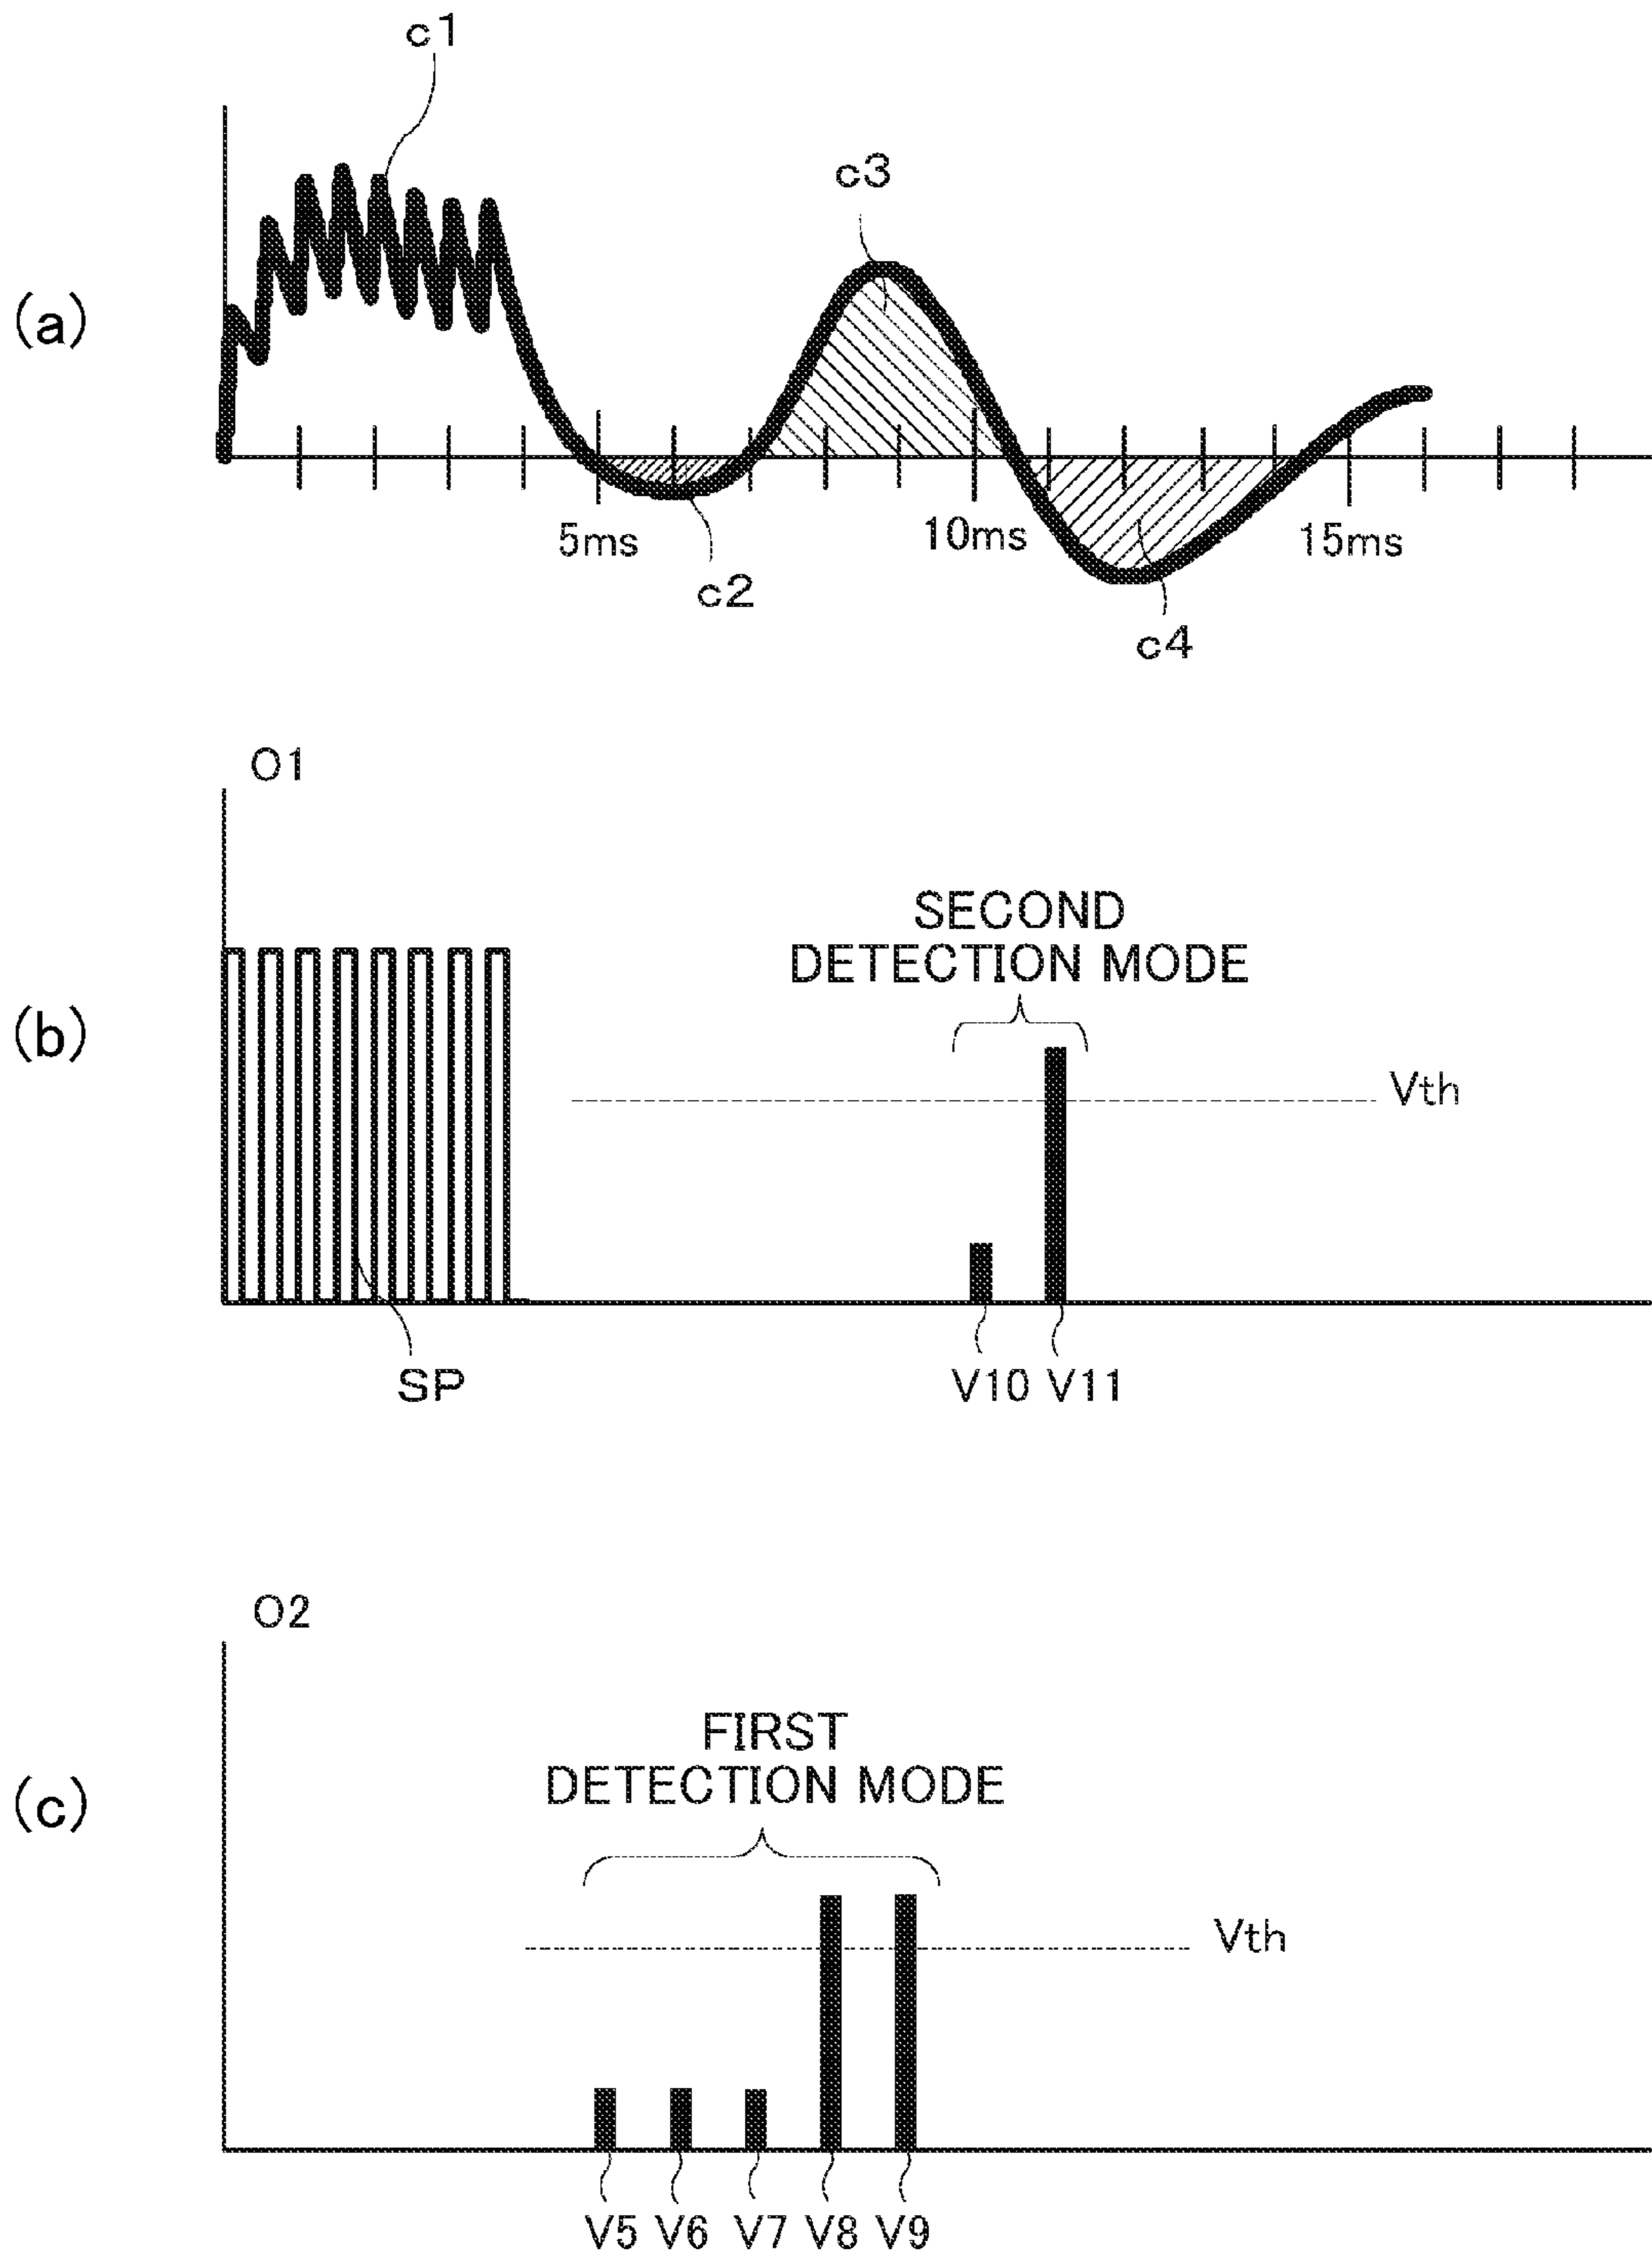 c1
c3
(a)
5ms
10ms
15ms
c2
c4
O1
SECOND
DETECTION MODE
(b)
Vth
SP
V10 V11
O2
FIRST
DETECTION MODE
(c)
Vth
V5 V6 V7 V8 V9